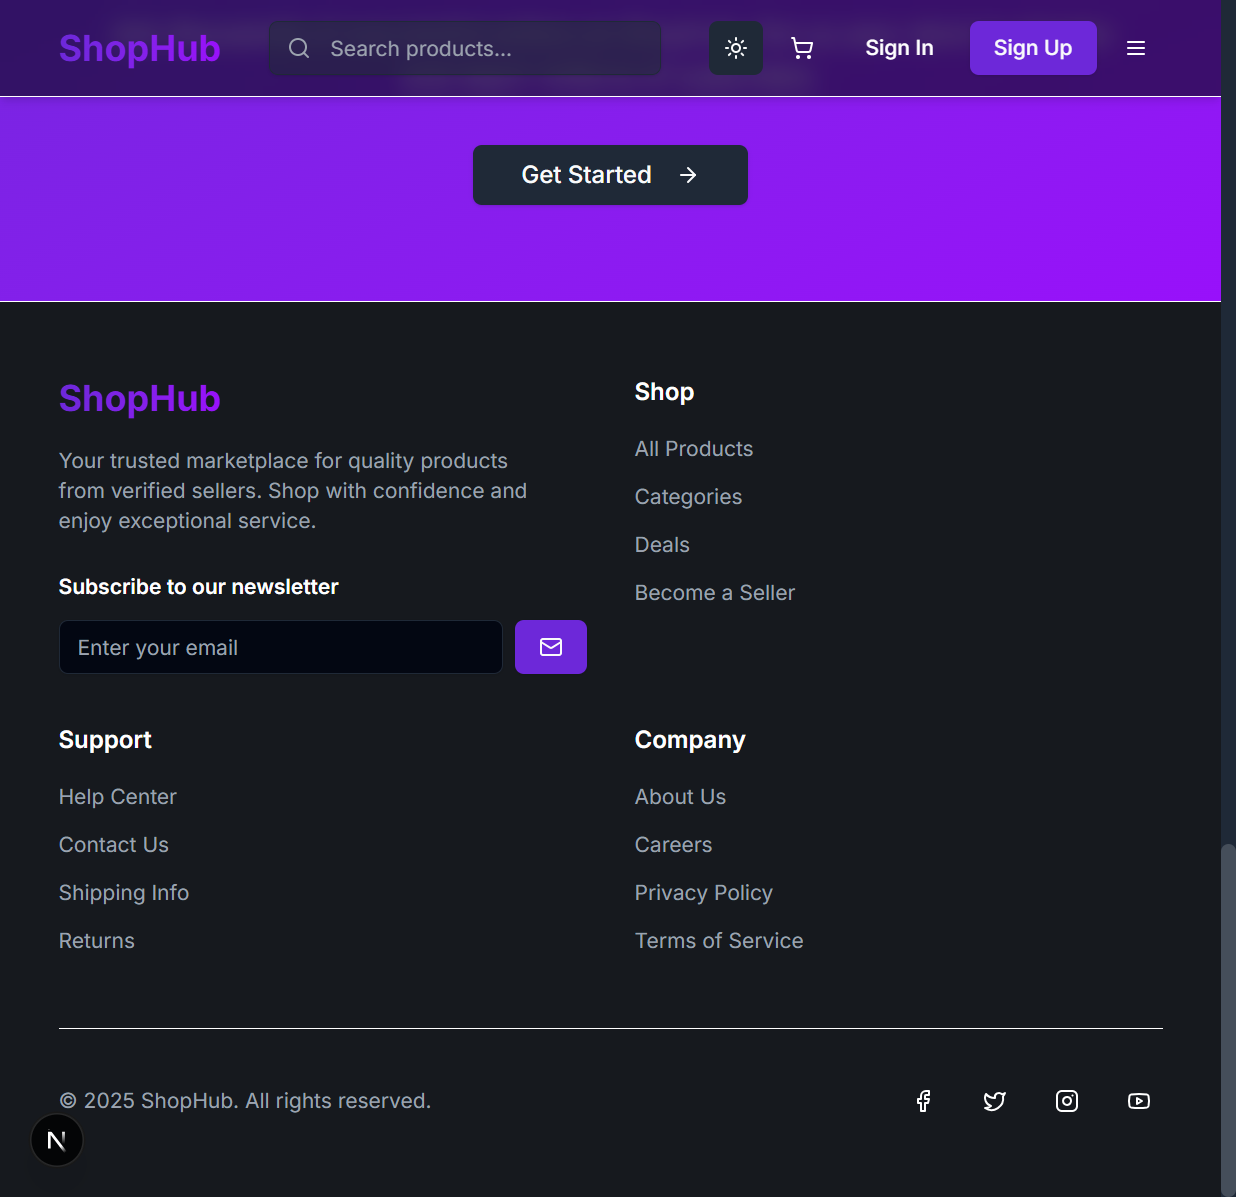 ShopHub
Search products...
Sign In
Sign Up
Get Started
ShopHub
Your trusted marketplace for quality products
from verified sellers. Shop with confidence and
enjoy exceptional service.
Subscribe to our newsletter
Enter your email
Shop
All Products
Categories
Deals
Become a Seller
Support
Help Center
Contact Us
Shipping Info
Returns
Company
About Us
Careers
Privacy Policy
Terms of Service
© 2025 ShopHub. All rights reserved.
N